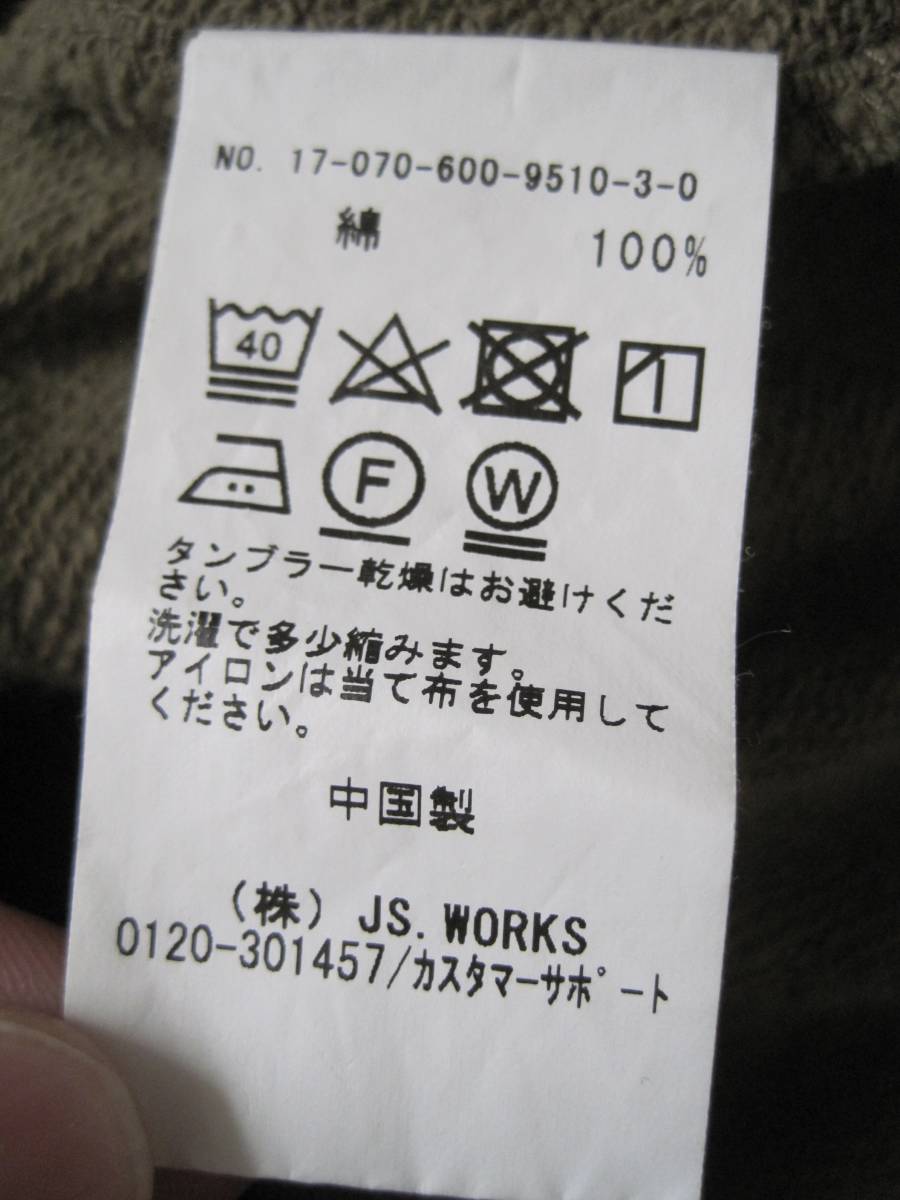 NO. 17-070-600-9510-3-0
綿 100%
40
F W
タンブラー乾燥はお避けくだ
さい。
洗濯で多少縮みます。
アイロンは当て布を使用して
ください。
中国製
(株) JS. WORKS
0120-301457/カスタマーサポート